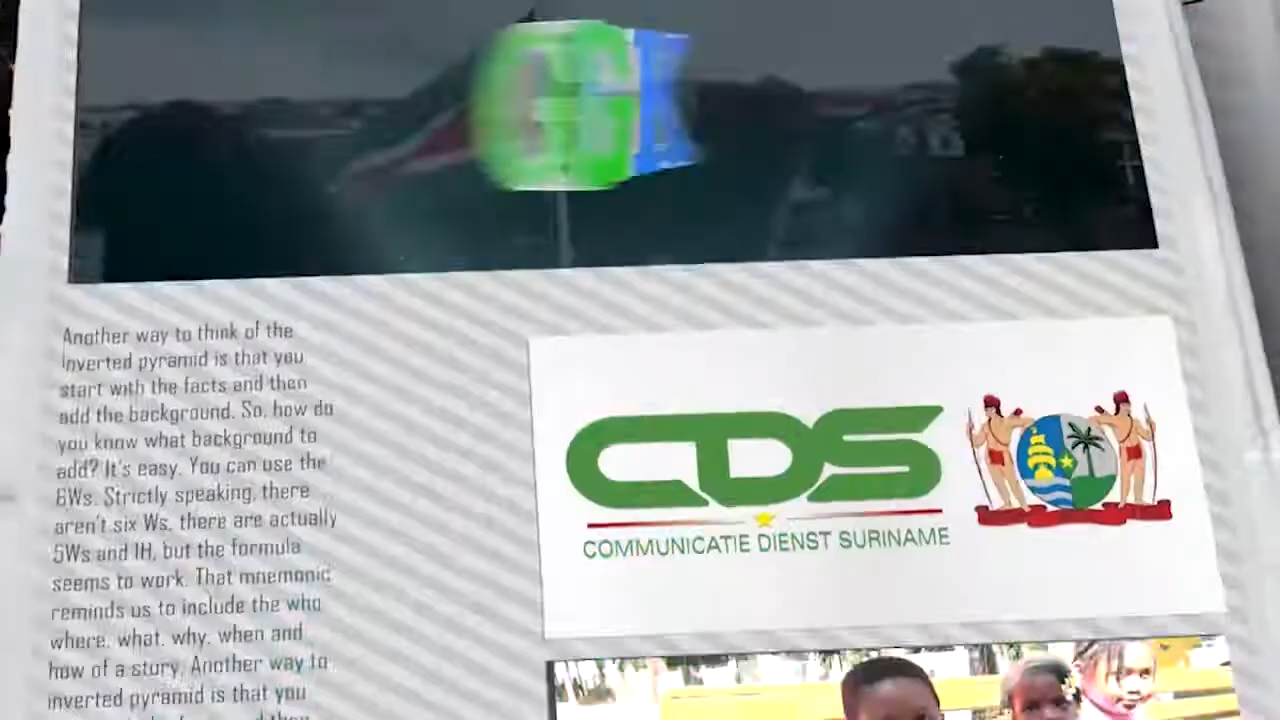 GGK
Another way to think of the
inverted pyramid is that you
start with the facts and then
add the background. So, how do
you know what background to
add? It's easy. You can use the
6Ws. Strictly speaking, there
aren't six Ws, there are actually
5Ws and 1H, but the formula
seems to work. That mnemonic
reminds us to include the who
where, what, why, when and
how of a story. Another way to
inverted pyramid is that you
CDS
COMMUNICATIE DIENST SURINAME